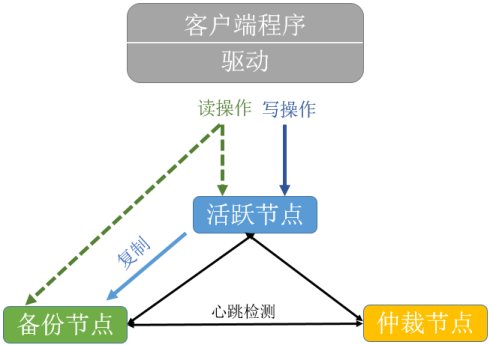 客户端程序
驱动
读操作
写操作
活跃节点
复制
备份节点
心跳检测
仲裁节点